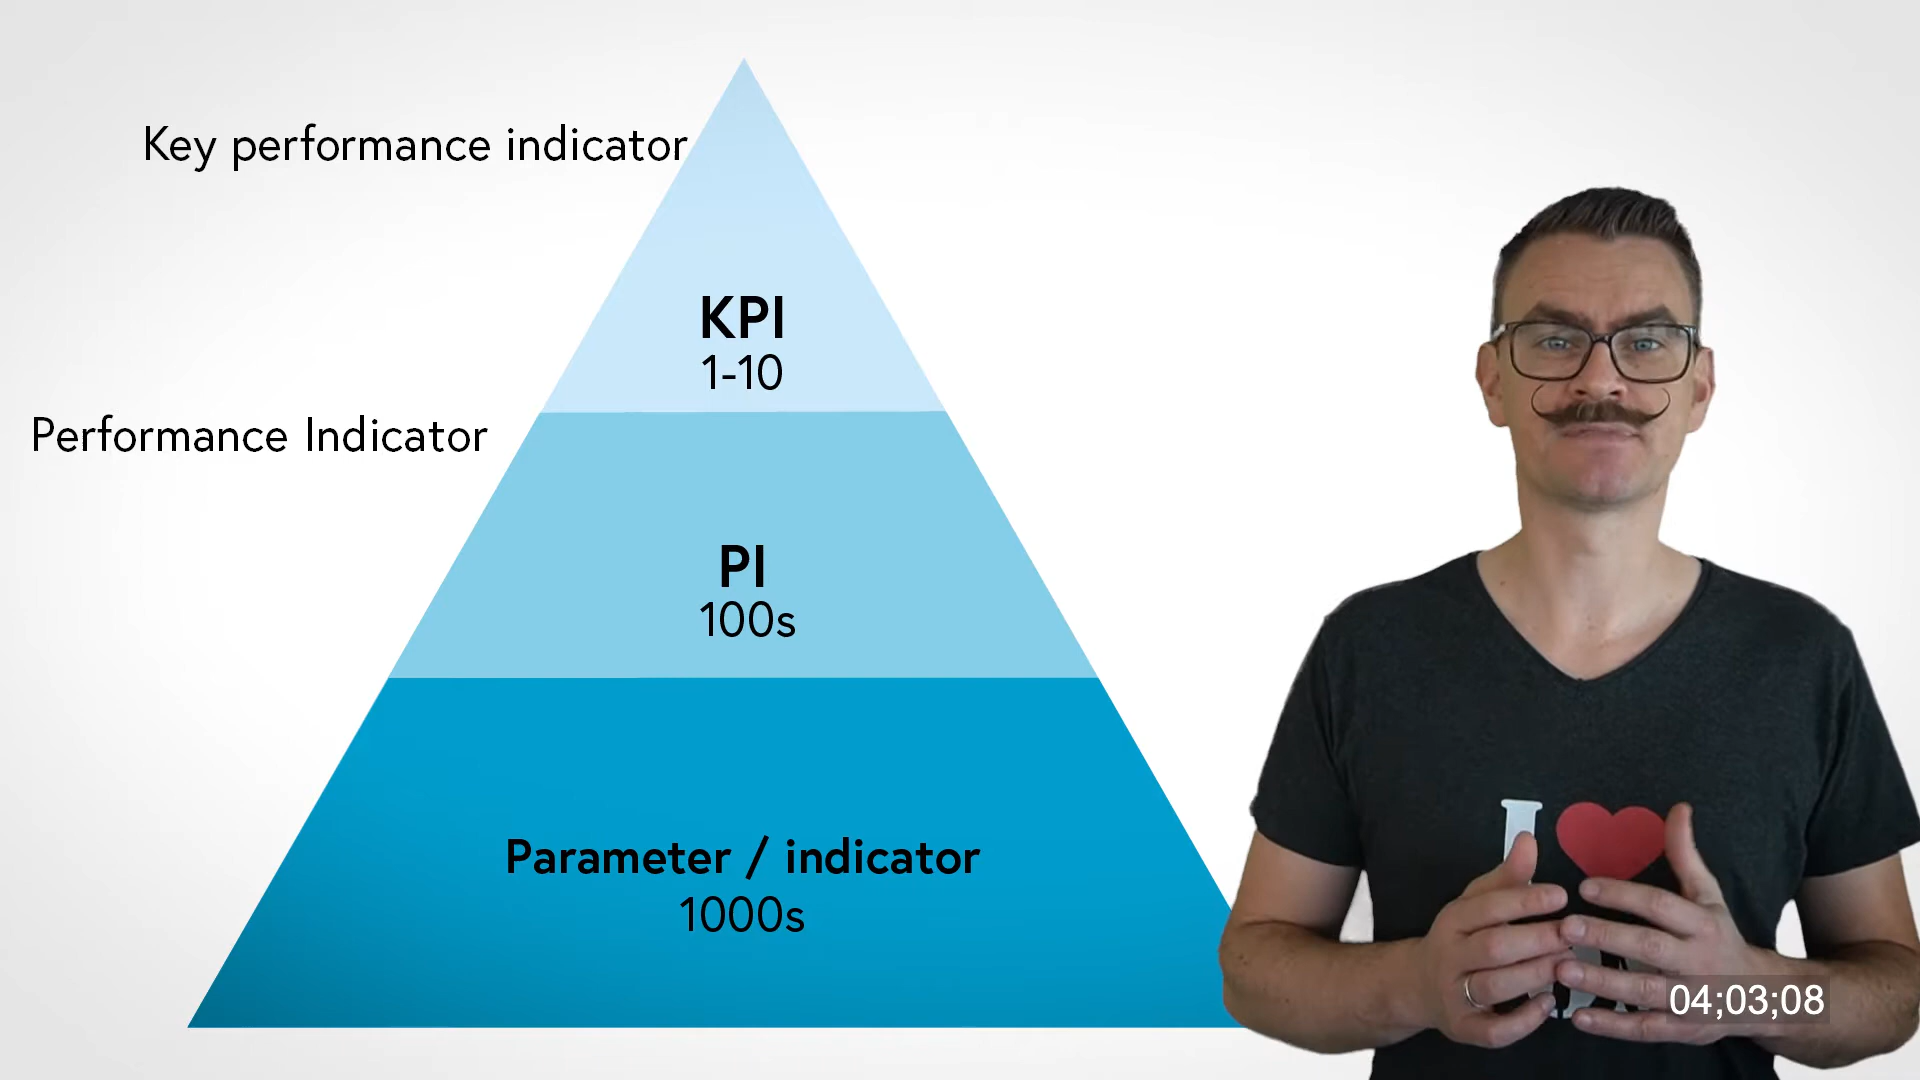 Key performance indicator
KPI
1-10
Performance Indicator
PI
100s
Parameter / indicator
1000s
I
04;03;08